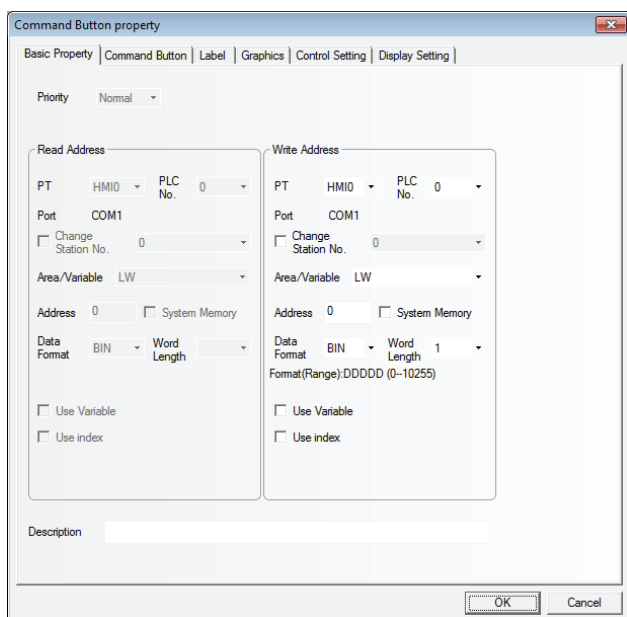 Command Button property
Basic Property Command Button Label Graphics Control Setting Display Setting
Priority Normal
Read Address
PT HMI0 PLC No. 0
Port COM1
Change Station No. 0
Area/Variable LW
Address 0 System Memory
Data Format BIN Word Length
Use Variable
Use index
Write Address
PT HMI0 PLC No. 0
Port COM1
Change Station No. 0
Area/Variable LW
Address 0 System Memory
Data Format BIN Word Length 1
Format(Range):DDDDD (0--10255)
Use Variable
Use index
Description
OK Cancel